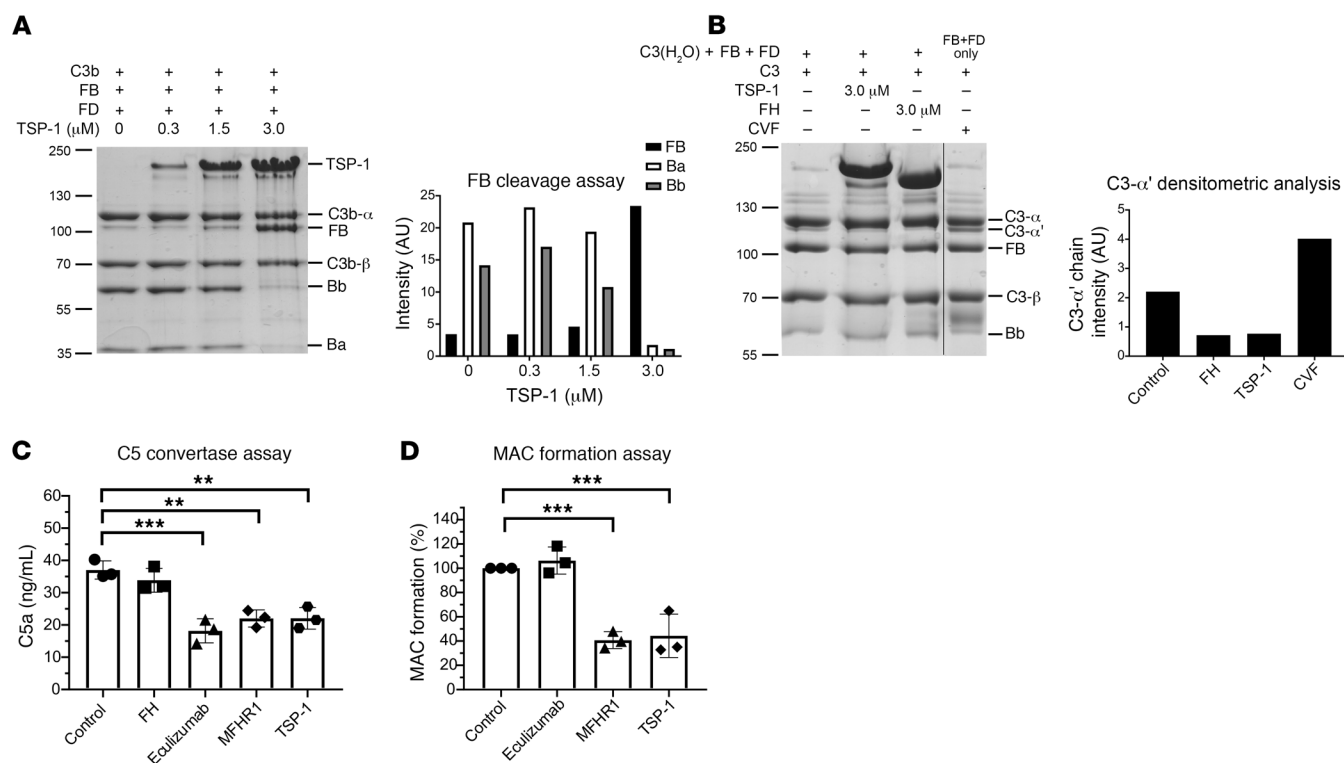 A
C3b + + + +
FB + + + +
FD + + + +
TSP-1 (μM) 0 0.3 1.5 3.0
250
130
100
70
55
35
TSP-1
C3b-α
FB
C3b-β
Bb
Ba
FB cleavage assay
FB
Ba
Bb
Intensity (AU)
25
20
15
10
5
0
0 0.3 1.5 3.0
TSP-1 (μM)
B
FB+FD
only
C3(H₂O) + FB + FD + + +
C3 + + + +
TSP-1 – 3.0 μM – –
FH – – 3.0 μM –
CVF – – – +
250
130
100
70
55
C3-α
C3-α'
FB
C3-β
Bb
C3-α' densitometric analysis
C3-α' chain
intensity (AU)
5
4
3
2
1
0
Control FH TSP-1 CVF
C
C5 convertase assay
**
**
***
C5a (ng/mL)
60
50
40
30
20
10
0
Control FH Eculizumab MFHR1 TSP-1
D
MAC formation assay
***
***
MAC formation (%)
140
120
100
80
60
40
20
0
Control Eculizumab MFHR1 TSP-1